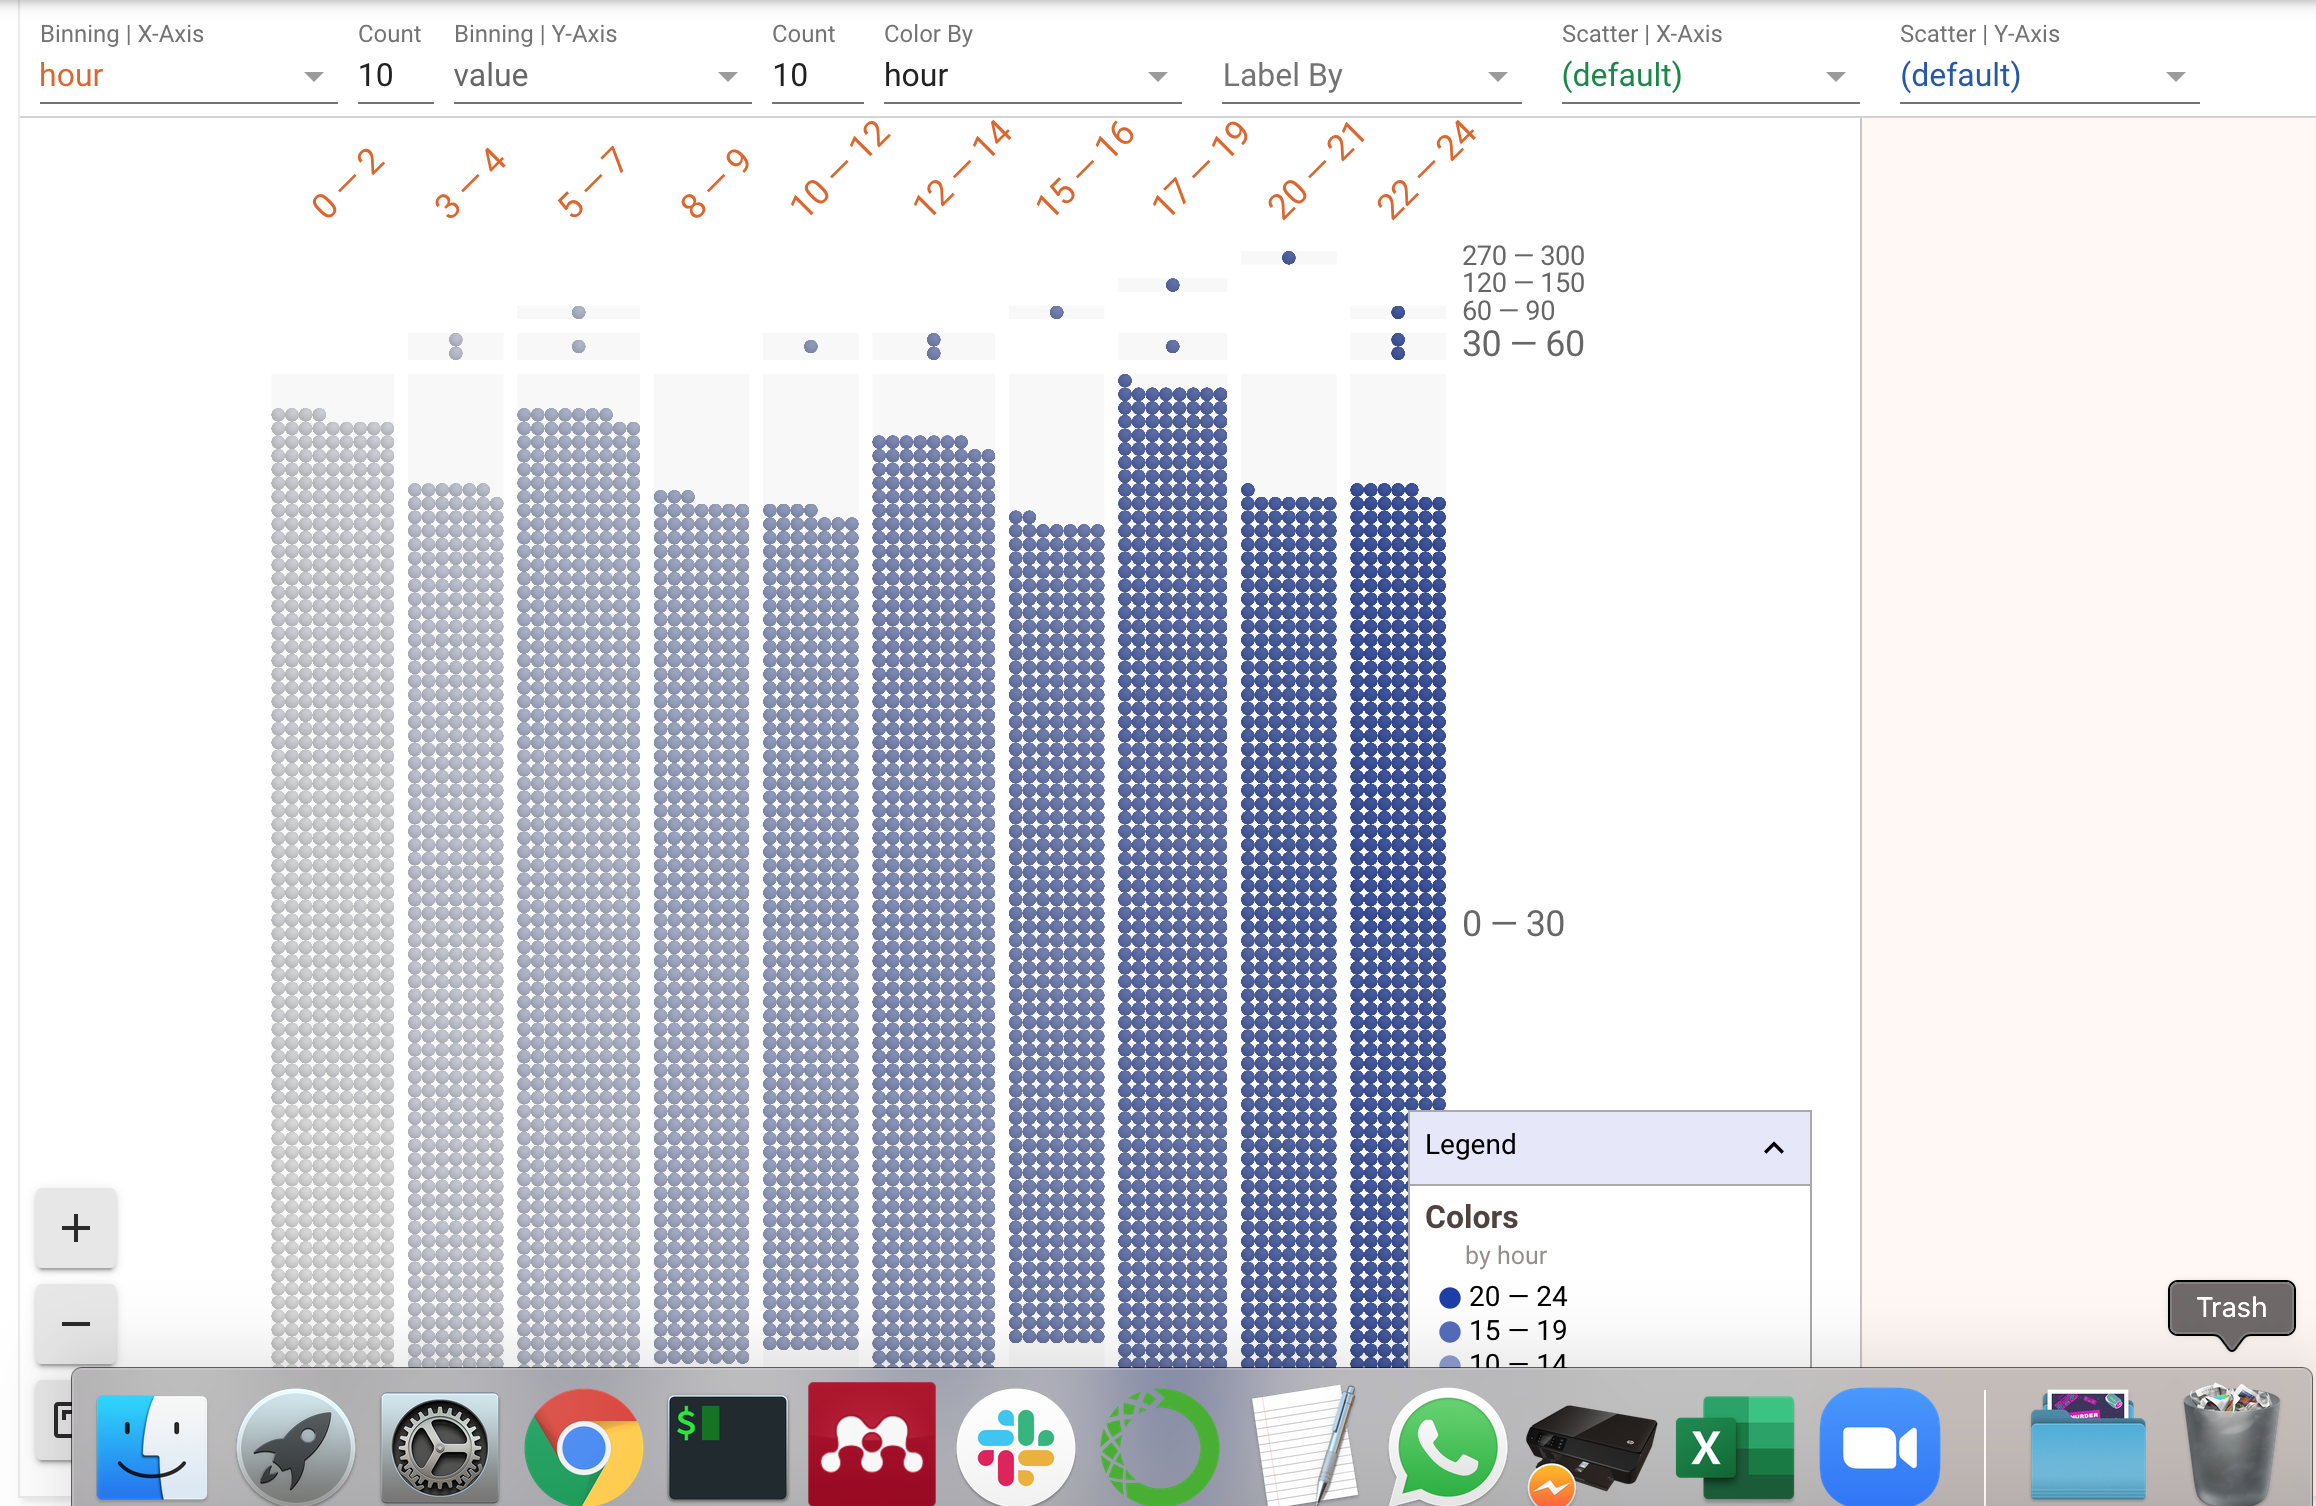 Binning | X-Axis
Count
Binning | Y-Axis
Count
Color By
Scatter | X-Axis
Scatter | Y-Axis
hour
10
value
10
hour
Label By
(default)
(default)
0 — 2
3 — 4
5 — 7
8 — 9
10 — 12
12 — 14
15 — 16
17 — 19
20 — 21
22 — 24
270 — 300
120 — 150
60 — 90
30 — 60
0 — 30
Legend
Colors
by hour
20 — 24
15 — 19
10 — 14
Trash
$
X
MURDER